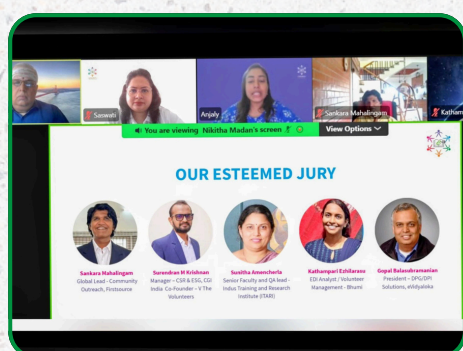 Saswati
Anjaly
Sankara Mahalingam
Katham
You are viewing Nikitha Madan's screen
View Options
OUR ESTEEMED JURY
Sankara Mahalingam
Global Lead - Community
Outreach, Firstsource
Surendran M Krishnan
Manager - CSR & ESG, CGI
India Co-Founder - V The
Volunteers
Susnitha Amencherla
Senior Faculty and QA lead -
Indus Training and Research
Institute (ITARI)
Kathampari Ezhilarasu
EDI Analyst / Volunteer
Management - Bhumi
Gopal Balasubramanian
President - DPG/DPI
Solutions, eVidyaloka